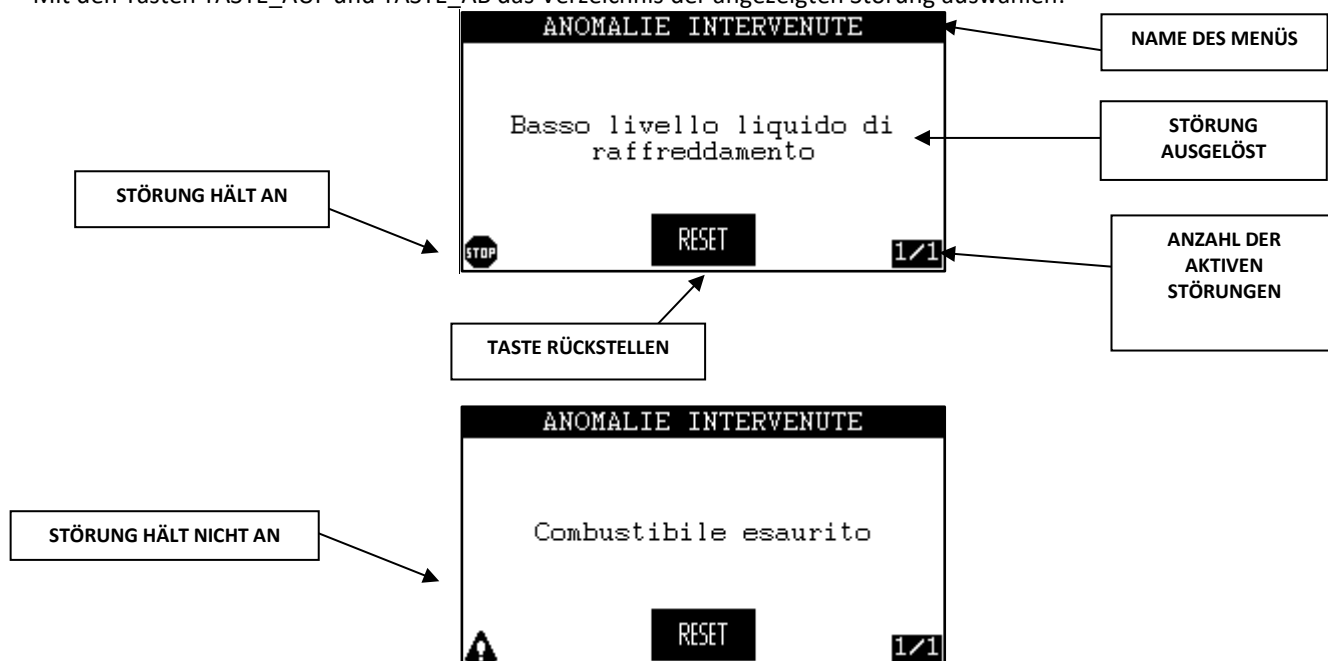 Mit den Tasten TASTE_AUF und TASTE_AB das Verzeichnis der angezeigten Störung auswählen.
ANOMALIE INTERVENUTE
NAME DES MENÜS
Basso livello liquido di
raffreddamento
STÖRUNG
AUSGELÖST
STÖRUNG HÄLT AN
STOP
RESET
1/1
ANZAHL DER
AKTIVEN
STÖRUNGEN
TASTE RÜCKSTELLEN
ANOMALIE INTERVENUTE
Combustibile esaurito
STÖRUNG HÄLT NICHT AN
RESET
1/1